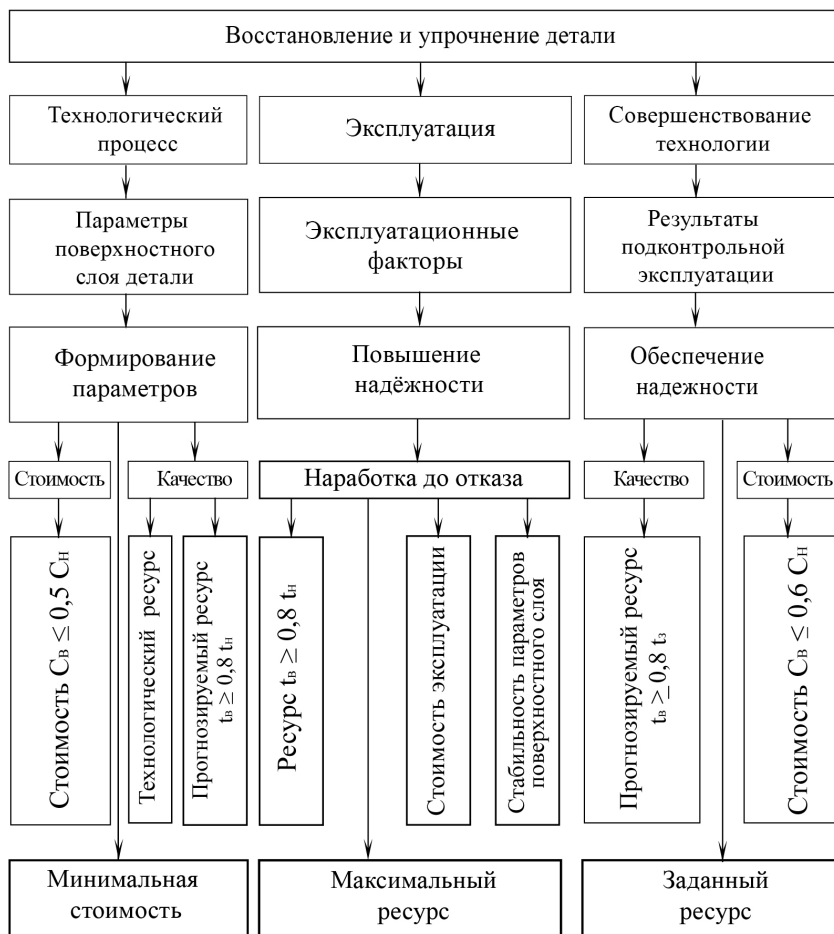 Восстановление и упрочнение детали
Технологический
процесс
Эксплуатация
Совершенствование
технологии
Параметры
поверхностного
слоя детали
Эксплуатационные
факторы
Результаты
подконтрольной
эксплуатации
Формирование
параметров
Повышение
надёжности
Обеспечение
надежности
Стоимость
Качество
Наработка до отказа
Качество
Стоимость
Стоимость Cв ≤ 0,5 Cн
Технологический ресурс
Прогнозируемый ресурс
tв ≥ 0,8 tн
Ресурс tв ≥ 0,8 tн
Стоимость эксплуатации
Стабильность параметров
поверхностного слоя
Прогнозируемый ресурс
tв ≥ 0,8 tз
Стоимость Cв ≤ 0,6 Cн
Минимальная
стоимость
Максимальный
ресурс
Заданный
ресурс